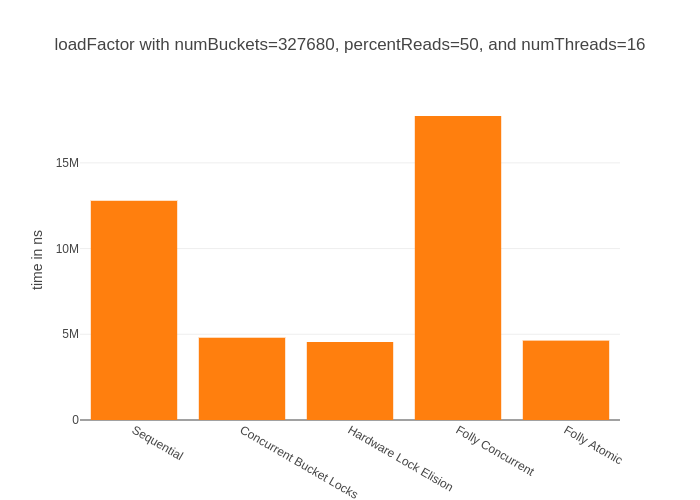 loadFactor with numBuckets=327680, percentReads=50, and numThreads=16
time in ns
15M
10M
5M
0
Sequential
Concurrent Bucket Locks
Hardware Lock Elision
Folly Concurrent
Folly Atomic